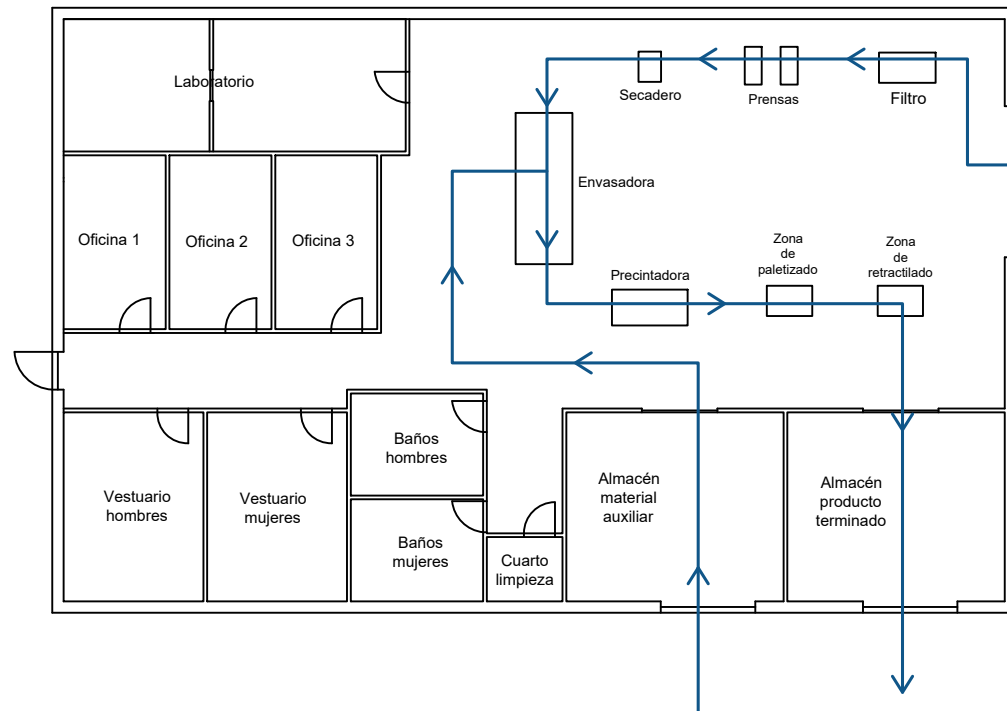 Laboratorio
Secadero
Prensas
Filtro
Envasadora
Oficina 1
Oficina 2
Oficina 3
Zona
de
paletizado
Zona
de
retractilado
Precintadora
Baños
hombres
Vestuario
hombres
Vestuario
mujeres
Almacén
material
auxiliar
Almacén
producto
terminado
Baños
mujeres
Cuarto
limpieza